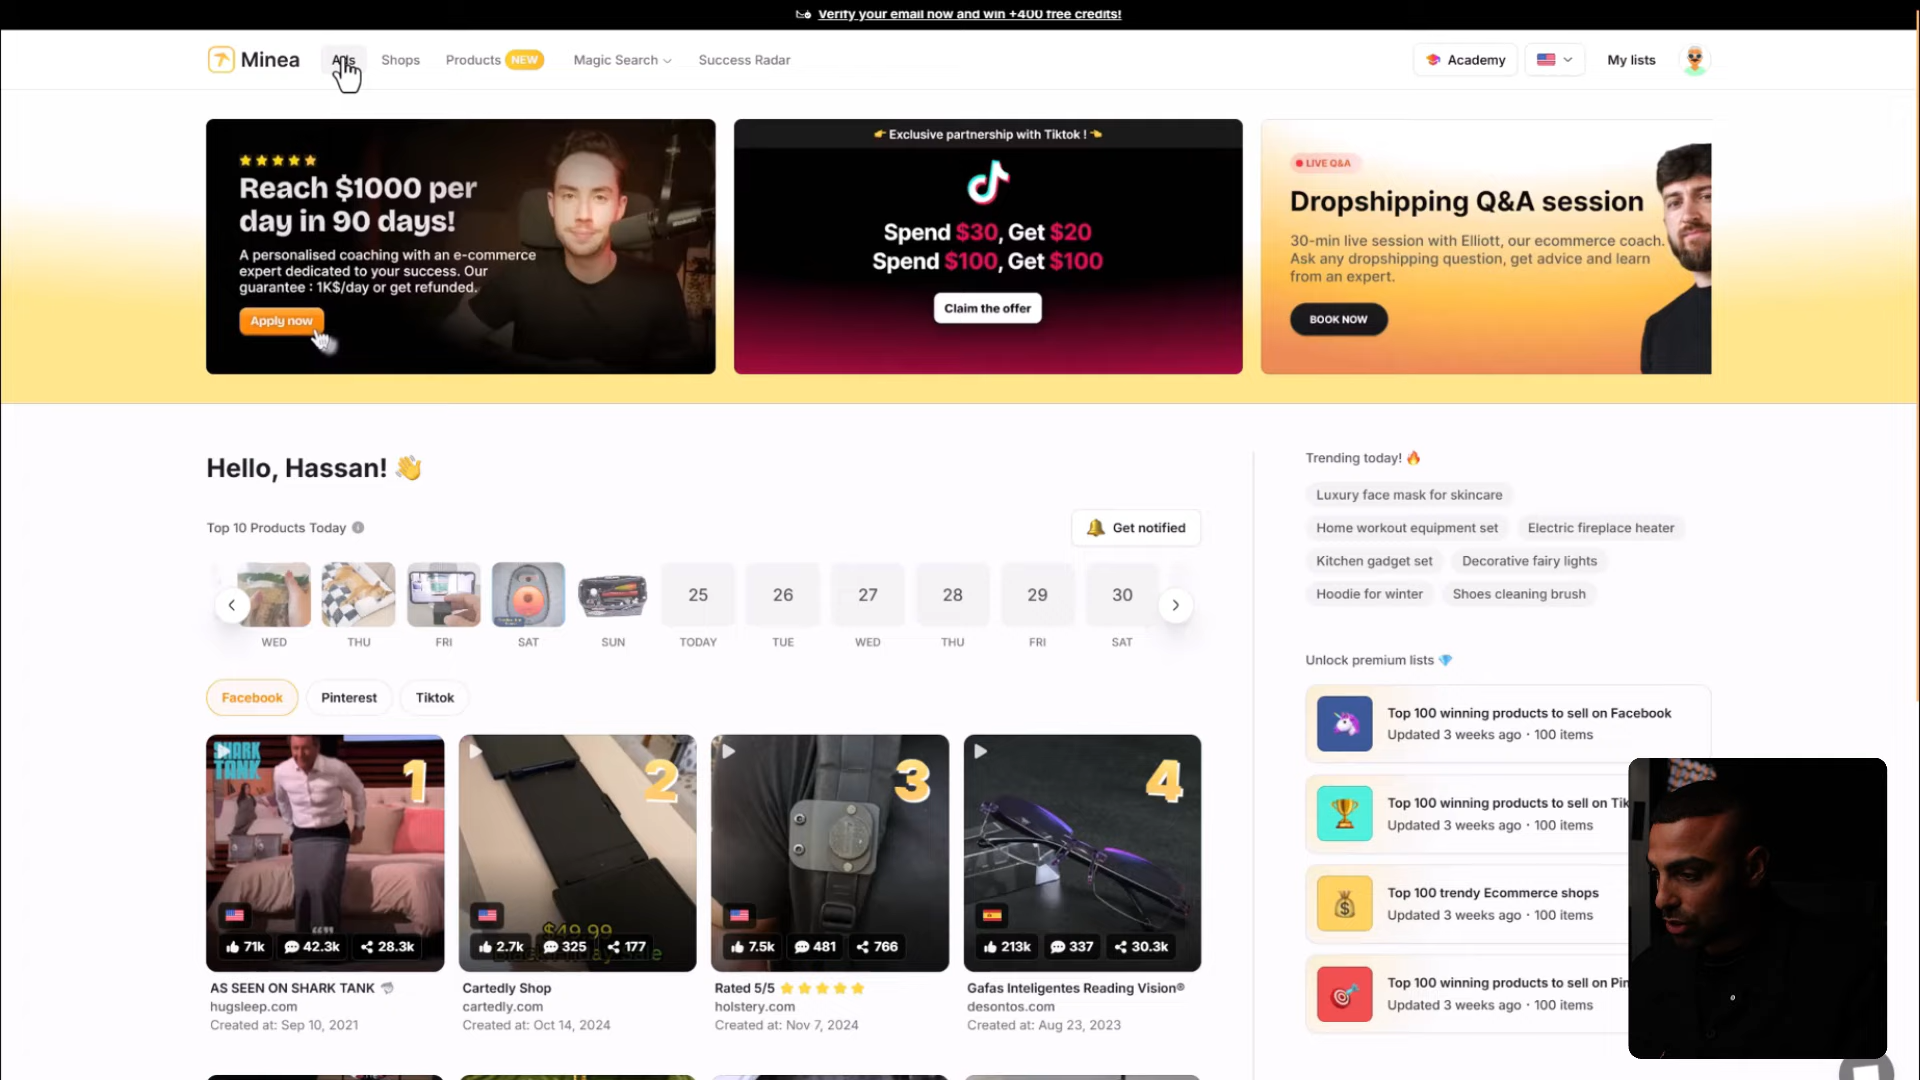 Verify your email now and win +400 free credits!
Minea
Ads
Shops
Products NEW
Magic Search
Success Radar
Academy
My lists
Reach $1000 per
day in 90 days!
A personalised coaching with an e-commerce
expert dedicated to your success. Our
guarantee : 1K$/day or get refunded.
Apply now
Exclusive partnership with Tiktok !
Spend $30, Get $20
Spend $100, Get $100
Claim the offer
LIVE Q&A
Dropshipping Q&A session
30-min live session with Elliott, our ecommerce coach.
Ask any dropshipping question, get advice and learn
from an expert.
BOOK NOW
Hello, Hassan! 👋
Top 10 Products Today
Get notified
25 26 27 28 29 30
WED THU FRI SAT SUN TODAY TUE WED THU FRI SAT
Facebook Pinterest Tiktok
SHARK
TANK
1
71k 42.3k 28.3k
AS SEEN ON SHARK TANK
hugsleep.com
Created at: Sep 10, 2021
2
$49.99
2.7k 325 177
Cartedly Shop
cartedly.com
Created at: Oct 14, 2024
3
7.5k 481 766
Rated 5/5 ⭐⭐⭐⭐⭐
holstery.com
Created at: Nov 7, 2024
4
213k 337 30.3k
Gafas Inteligentes Reading Vision®
desontos.com
Created at: Aug 23, 2023
Trending today! 🔥
Luxury face mask for skincare
Home workout equipment set
Electric fireplace heater
Kitchen gadget set
Decorative fairy lights
Hoodie for winter
Shoes cleaning brush
Unlock premium lists 💎
Top 100 winning products to sell on Facebook
Updated 3 weeks ago · 100 items
Top 100 winning products to sell on Tik
Updated 3 weeks ago · 100 items
Top 100 trendy Ecommerce shops
Updated 3 weeks ago · 100 items
Top 100 winning products to sell on Pin
Updated 3 weeks ago · 100 items